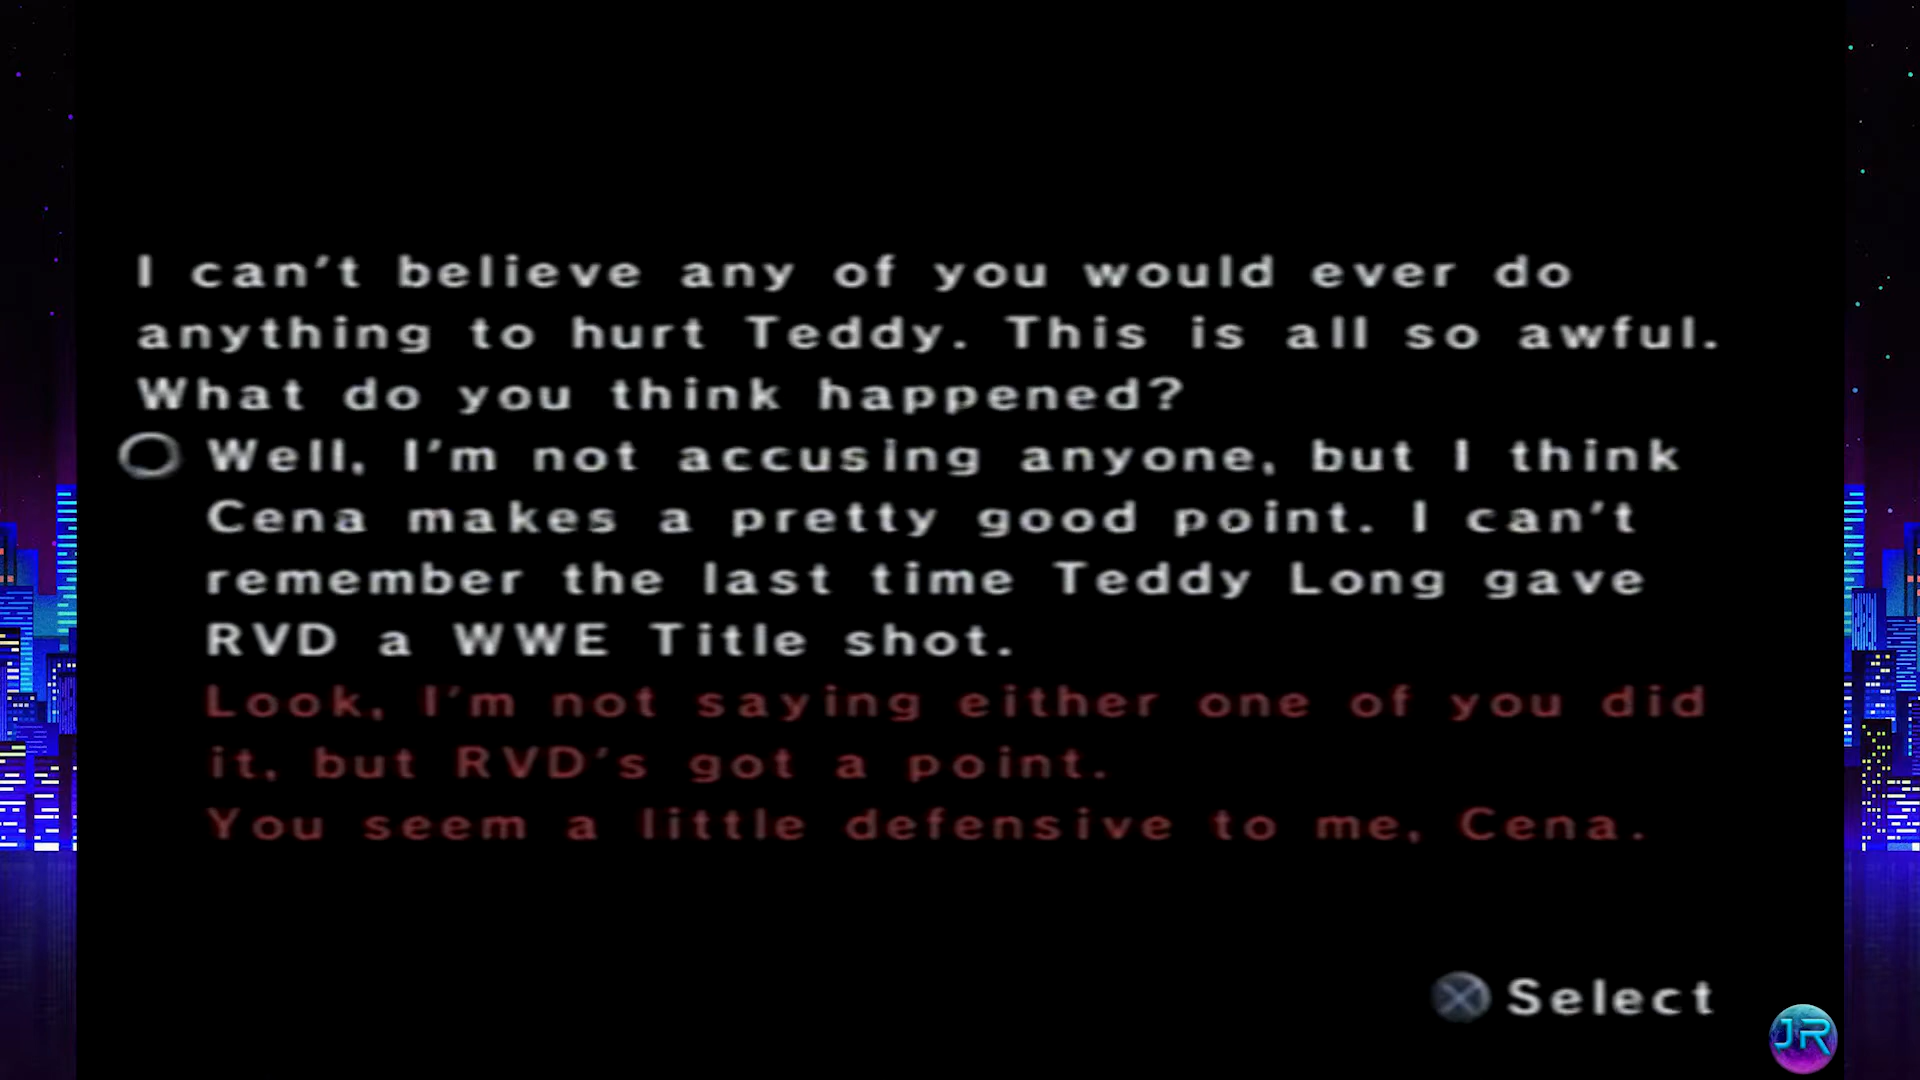 I can't believe any of you would ever do
anything to hurt Teddy. This is all so awful.
What do you think happened?
Well, I'm not accusing anyone, but I think
Cena makes a pretty good point. I can't
remember the last time Teddy Long gave
RVD a WWE Title shot.
Look, I'm not saying either one of you did
it, but RVD's got a point.
You seem a little defensive to me, Cena.
Select
JR